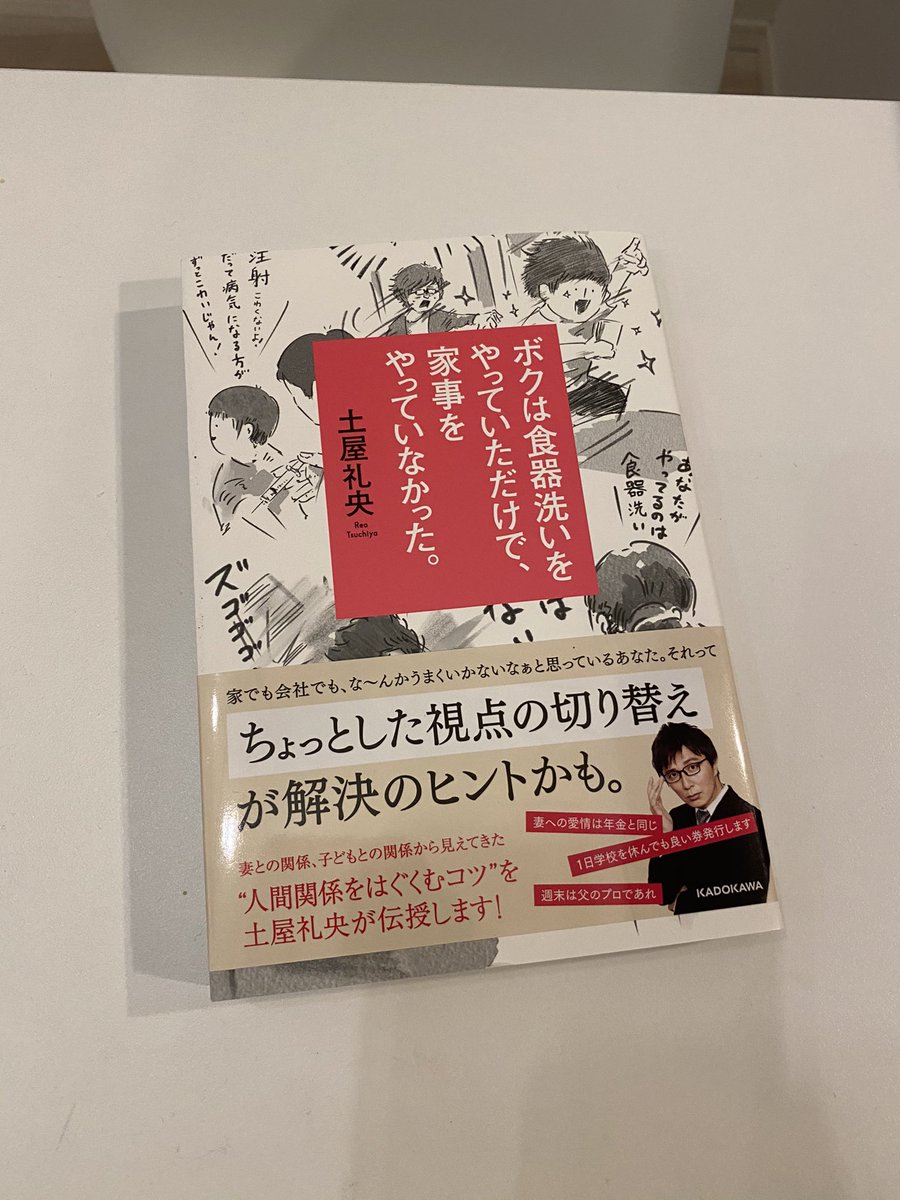 注射こわくないよ!
だって病気になる方が
ずっとこわいじゃん!
ボクは食器洗いを
やっていただけで、
家事を
やっていなかった。
土屋礼央
Reo
Tsuchiya
あなたが
やってるのは
食器洗い
ズゴゴゴ
は
家でも会社でも、な〜んかうまくいかないなぁと思っているあなた。それって
ちょっとした視点の切り替え
が解決のヒントかも。
妻との関係、子どもとの関係から見えてきた
“人間関係をはぐくむコツ”を
土屋礼央が伝授します!
妻への愛情は年金と同じ
1日学校を休んでも良い券発行します
週末は父のプロであれ
KADOKAWA